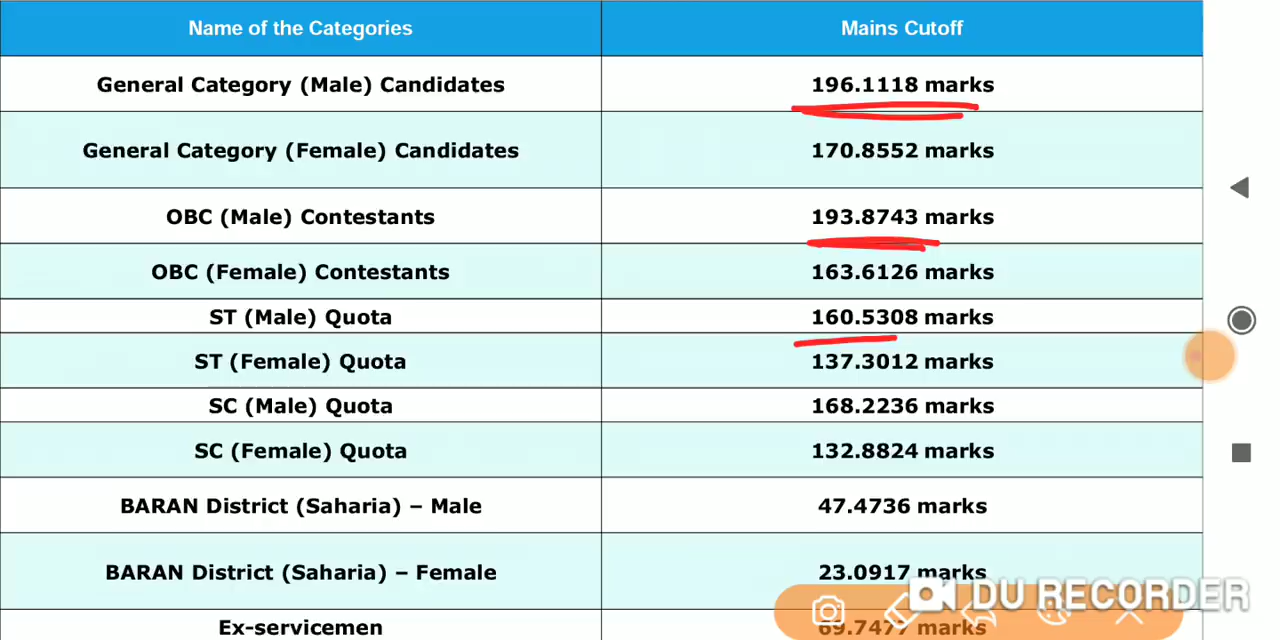 Name of the Categories Mains Cutoff
General Category (Male) Candidates 196.1118 marks
General Category (Female) Candidates 170.8552 marks
OBC (Male) Contestants 193.8743 marks
OBC (Female) Contestants 163.6126 marks
ST (Male) Quota 160.5308 marks
ST (Female) Quota 137.3012 marks
SC (Male) Quota 168.2236 marks
SC (Female) Quota 132.8824 marks
BARAN District (Saharia) – Male 47.4736 marks
BARAN District (Saharia) – Female 23.0917 marks
DU RECORDER
Ex-servicemen 69.7477 marks